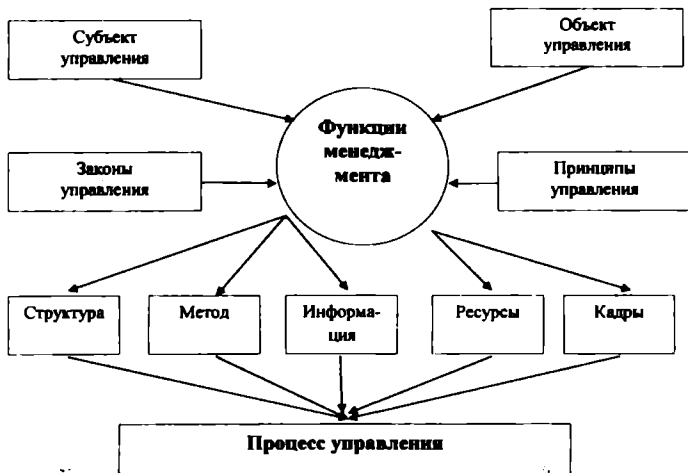 Субъект
управления
Объект
управления
Функции
менедж-
мента
Законы
управления
Принципы
управления
Структура
Метод
Информа-
ция
Ресурсы
Кадры
Процесс управления